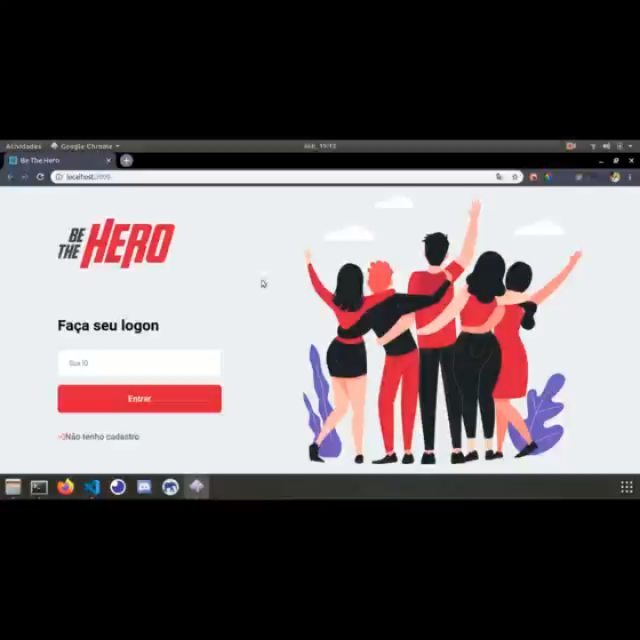 Atividades Google Chrome
Be The Hero
localhost:3000
BE
THE HERO
Faça seu logon
Sua ID
Entrar
Não tenho cadastro